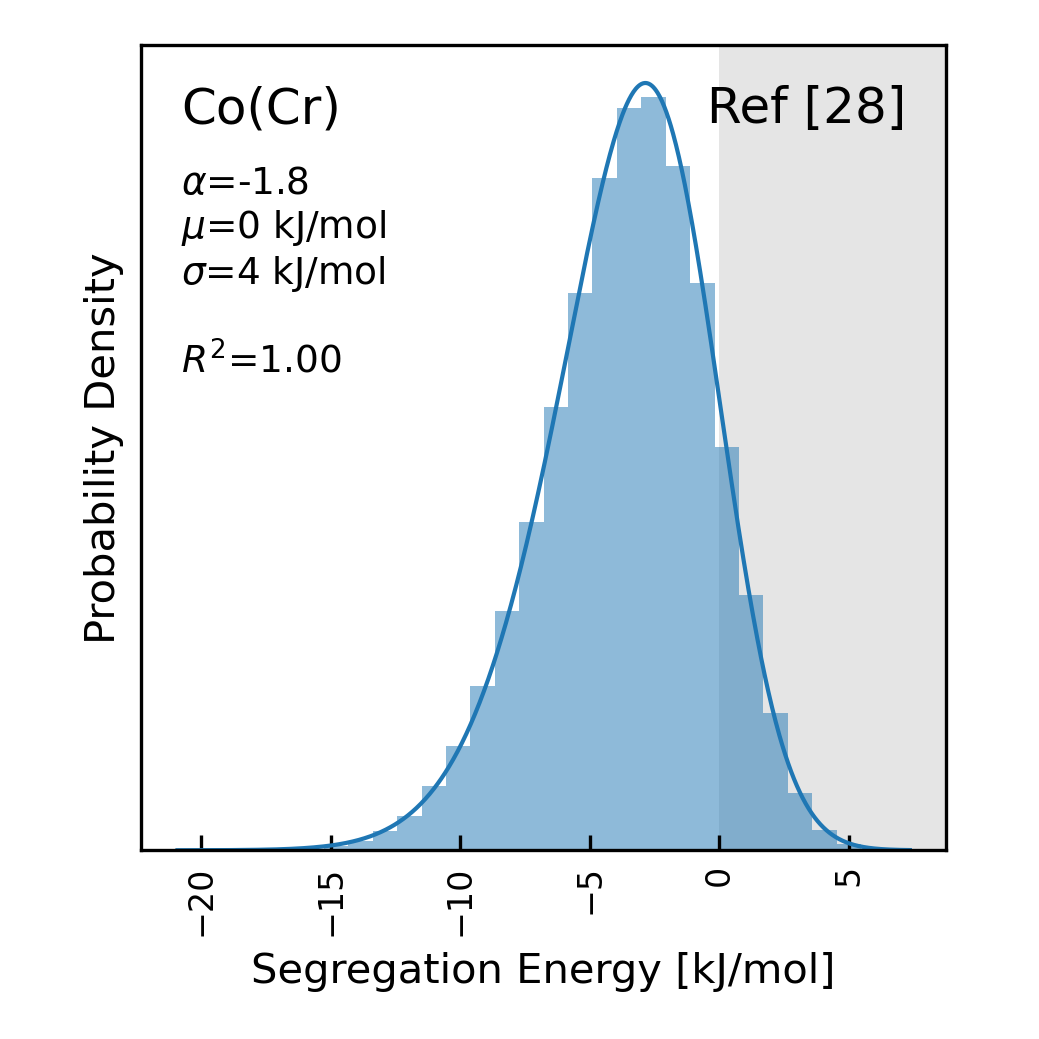 Co(Cr)
Ref [28]
α=-1.8
μ=0 kJ/mol
σ=4 kJ/mol
R²=1.00
Probability Density
−20
−15
−10
−5
0
5
Segregation Energy [kJ/mol]